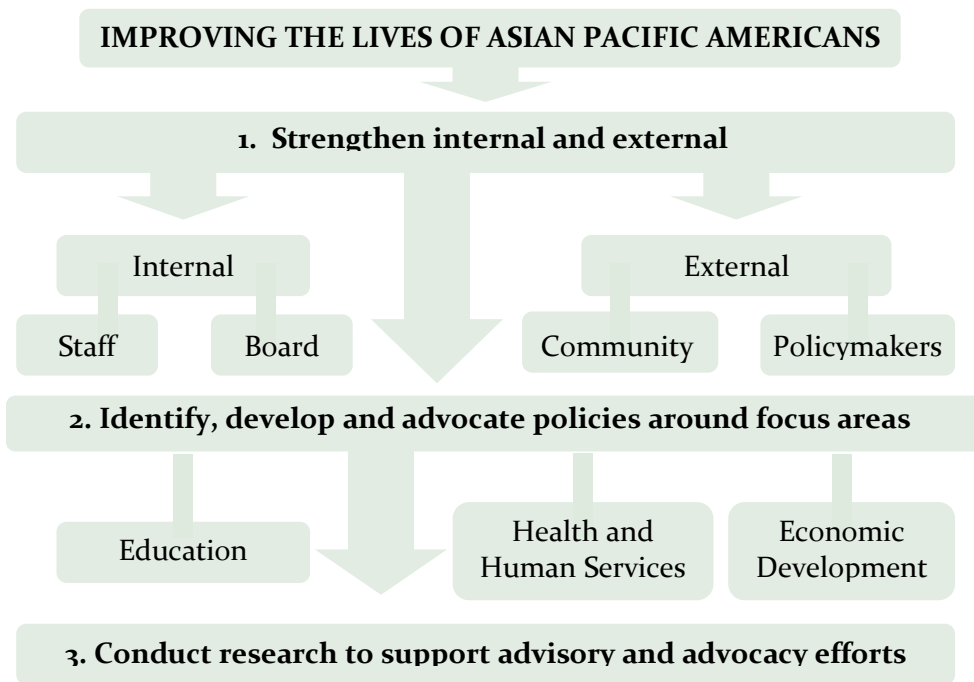 IMPROVING THE LIVES OF ASIAN PACIFIC AMERICANS
1. Strengthen internal and external
Internal
External
Staff
Board
Community
Policymakers
2. Identify, develop and advocate policies around focus areas
Education
Health and
Human Services
Economic
Development
3. Conduct research to support advisory and advocacy efforts